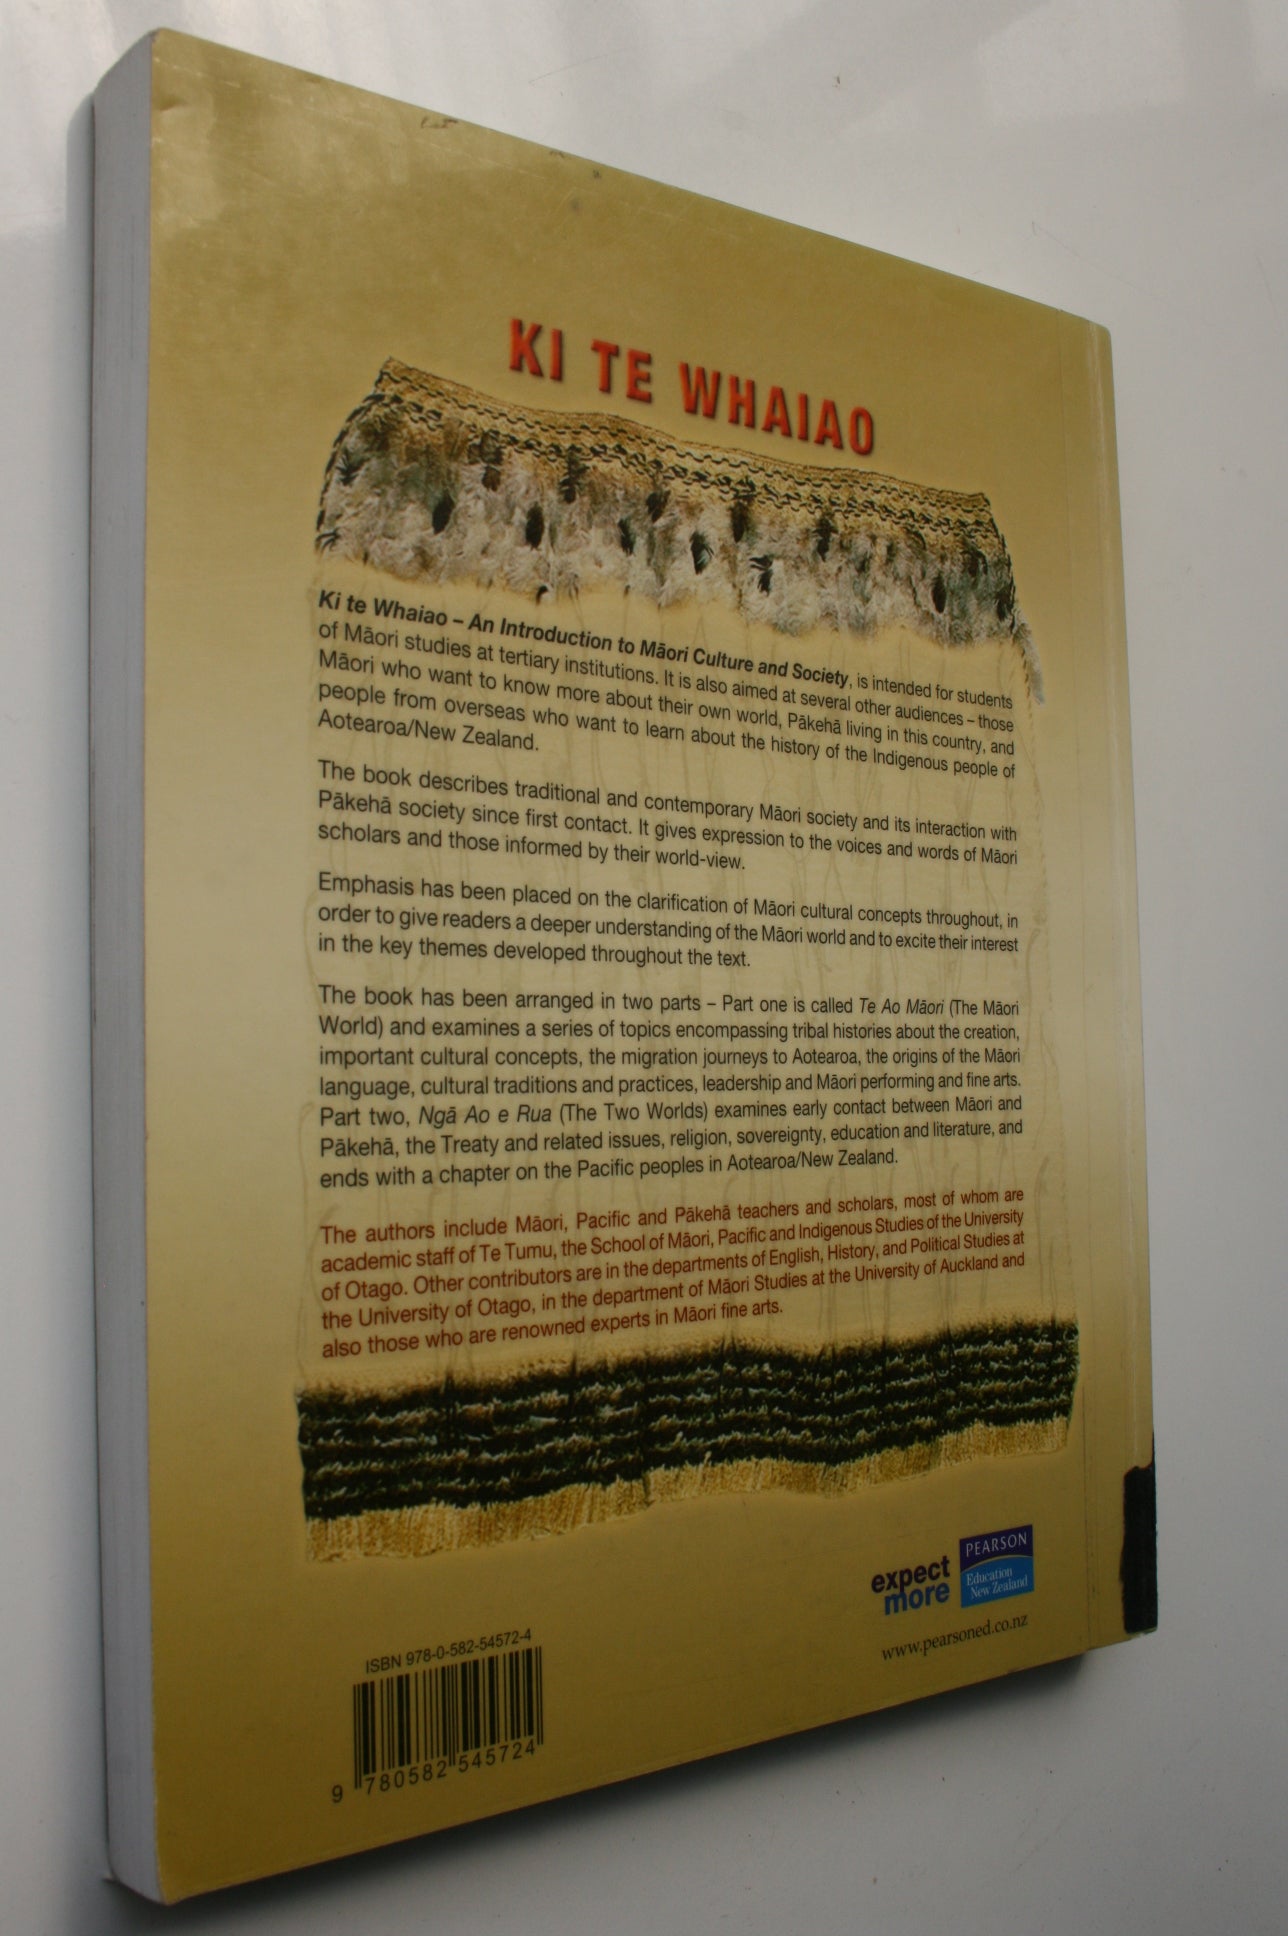 KI TE WHAIAO
Ki te Whaiao – An Introduction to Māori Culture and Society, is intended for students
of Māori studies at tertiary institutions. It is also aimed at several other audiences – those
Māori who want to know more about their own world, Pākehā living in this country, and
people from overseas who want to learn about the history of the Indigenous people of
Aotearoa/New Zealand.
The book describes traditional and contemporary Māori society and its interaction with
Pākehā society since first contact. It gives expression to the voices and words of Māori
scholars and those informed by their world-view.
Emphasis has been placed on the clarification of Māori cultural concepts throughout, in
order to give readers a deeper understanding of the Māori world and to excite their interest
in the key themes developed throughout the text.
The book has been arranged in two parts – Part one is called Te Ao Māori (The Māori
World) and examines a series of topics encompassing tribal histories about the creation,
important cultural concepts, the migration journeys to Aotearoa, the origins of the Māori
language, cultural traditions and practices, leadership and Māori performing and fine arts.
Part two, Ngā Ao e Rua (The Two Worlds) examines early contact between Māori and
Pākehā, the Treaty and related issues, religion, sovereignty, education and literature, and
ends with a chapter on the Pacific peoples in Aotearoa/New Zealand.
The authors include Māori, Pacific and Pākehā teachers and scholars, most of whom are
academic staff of Te Tumu, the School of Māori, Pacific and Indigenous Studies of the University
of Otago. Other contributors are in the departments of English, History, and Political Studies at
the University of Otago, in the department of Māori Studies at the University of Auckland and
also those who are renowned experts in Māori fine arts.
expect
more
PEARSON
Education
New Zealand
www.pearsoned.co.nz
ISBN 978-0-582-54572-4
9 780582 545724